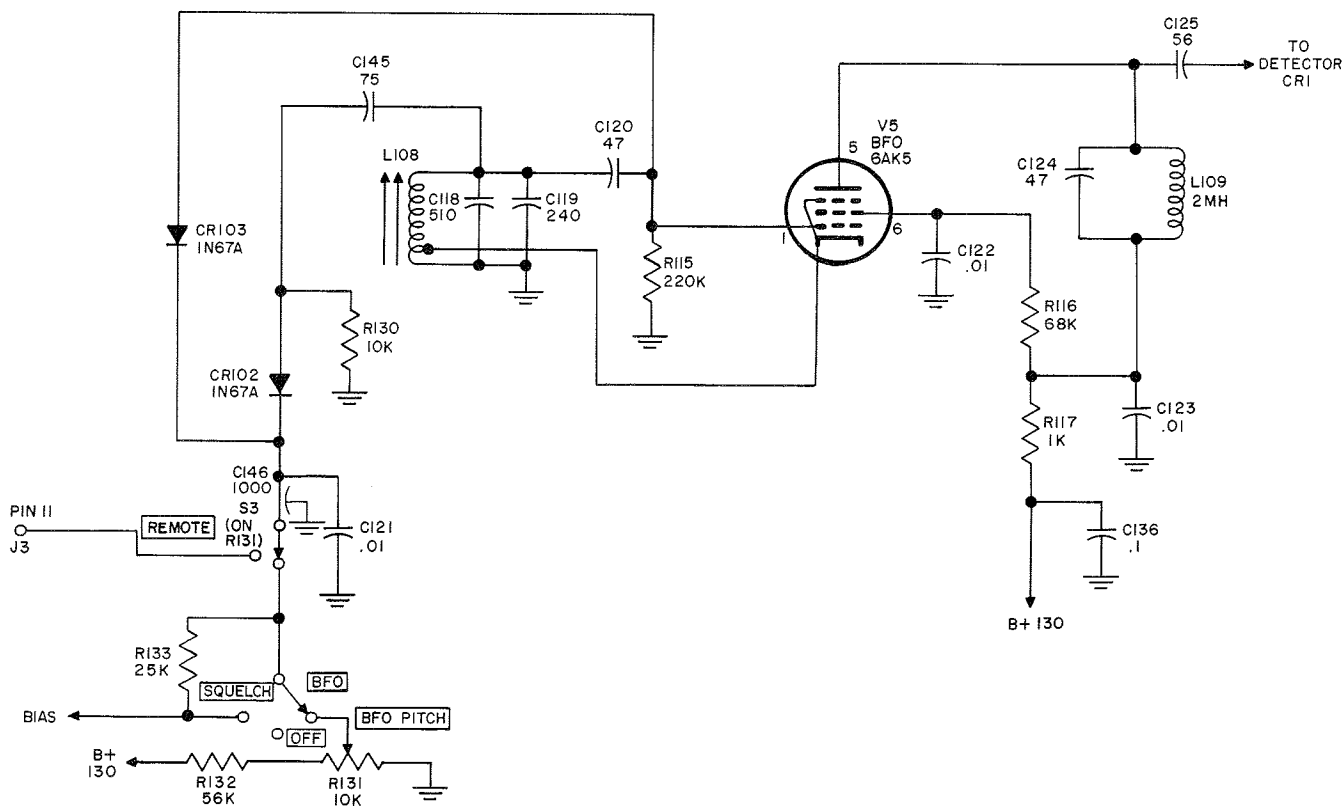 C125
56
TO
DETECTOR
CR1
C145
75
C120
47
V5
BFO
6AK5
5
L108
C118
510
C119
240
C124
47
L109
2MH
CR103
1N67A
1
6
R115
220K
C122
.01
R130
10K
R116
68K
CR102
1N67A
R117
1K
C123
.01
C146
1000
PIN 11
J3
REMOTE
S3
(ON
R131)
C121
.01
C136
.1
B+ 130
R133
25K
SQUELCH
BFO
BIAS
BFO PITCH
OFF
B+
130
R132
56K
R131
10K